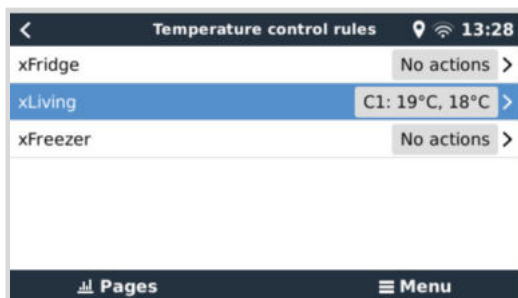 Temperature control rules 13:28
xFridge No actions
xLiving C1: 19°C, 18°C
xFreezer No actions
Pages Menu